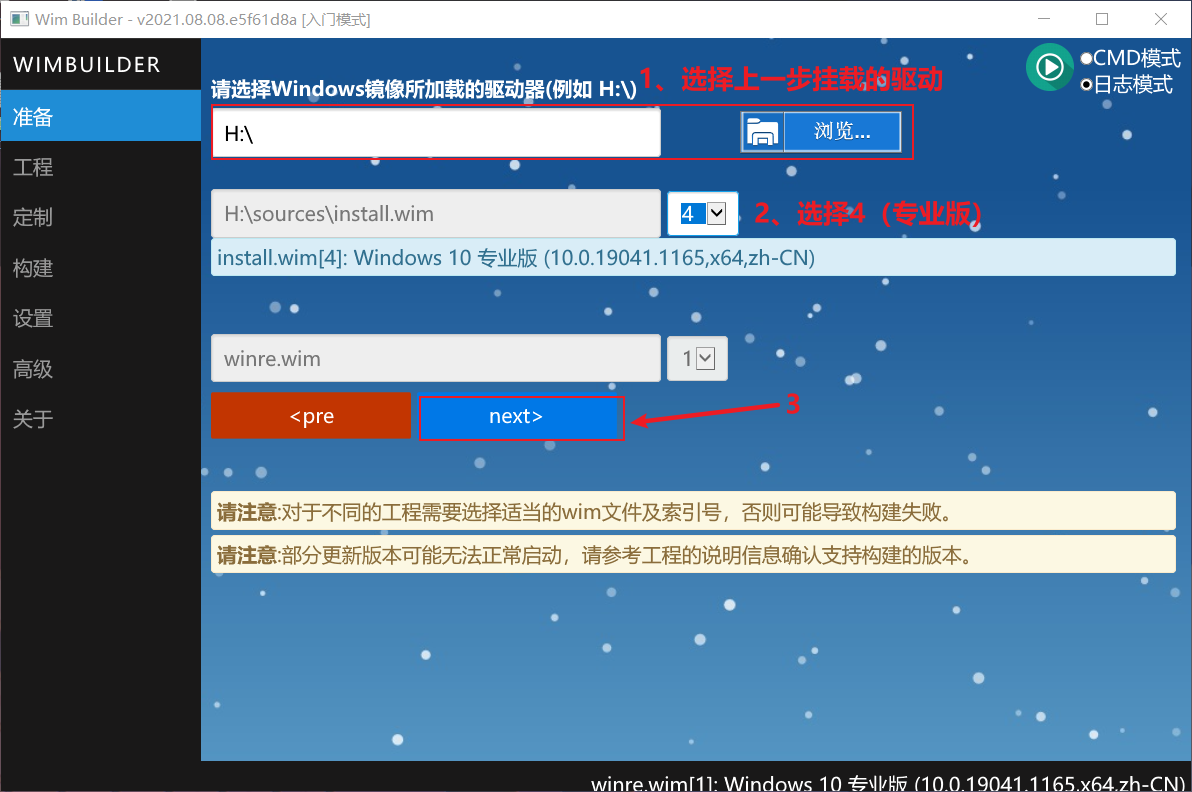 Wim Builder - v2021.08.08.e5f61d8a [入门模式]
WIMBUILDER
准备
工程
定制
构建
设置
高级
关于
CMD模式
日志模式
请选择Windows镜像所加载的驱动器(例如 H:\)
1、选择上一步挂载的驱动
H:\
浏览...
H:\sources\install.wim
4
2、选择4（专业版）
install.wim[4]: Windows 10 专业版 (10.0.19041.1165,x64,zh-CN)
winre.wim
1
<pre
next>
3
请注意:对于不同的工程需要选择适当的wim文件及索引号，否则可能导致构建失败。
请注意:部分更新版本可能无法正常启动，请参考工程的说明信息确认支持构建的版本。
winre.wim[1]: Windows 10 专业版 (10.0.19041.1165,x64,zh-CN)